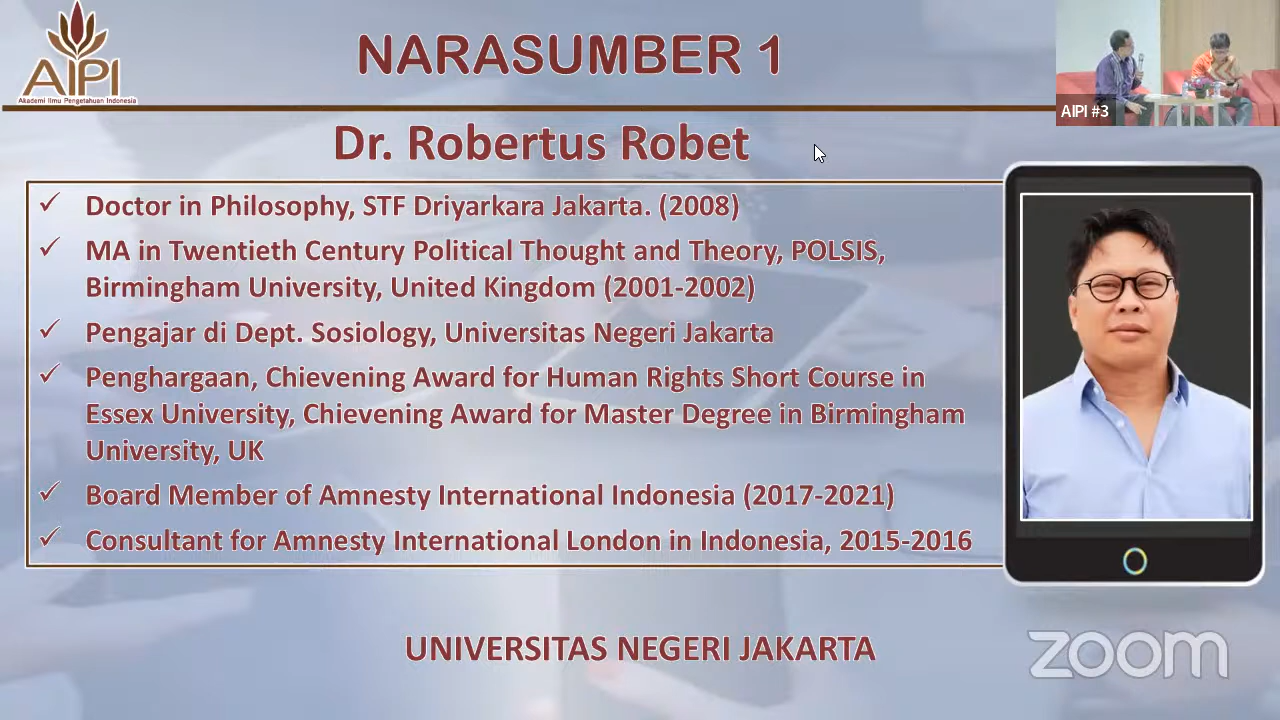 AIPI
Akademi Ilmu Pengetahuan Indonesia
NARASUMBER 1
AIPI #3
Dr. Robertus Robet
Doctor in Philosophy, STF Driyarkara Jakarta. (2008)
MA in Twentieth Century Political Thought and Theory, POLSIS,
Birmingham University, United Kingdom (2001-2002)
Pengajar di Dept. Sosiology, Universitas Negeri Jakarta
Penghargaan, Chievening Award for Human Rights Short Course in
Essex University, Chievening Award for Master Degree in Birmingham
University, UK
Board Member of Amnesty International Indonesia (2017-2021)
Consultant for Amnesty International London in Indonesia, 2015-2016
UNIVERSITAS NEGERI JAKARTA
zoom